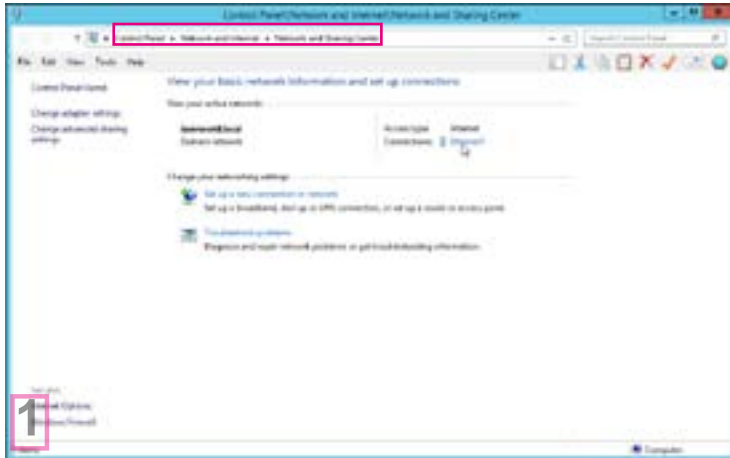 Control Panel\Network and Internet\Network and Sharing Center
Control Panel ▸ Network and Internet ▸ Network and Sharing Center
File Edit View Tools Help
Control Panel Home
Change adapter settings
Change advanced sharing
settings
View your basic network information and set up connections
View your active networks
Domain network
Access type: Internet
Connections:
Change your networking settings
Set up a new connection or network
Set up a broadband, dial-up or VPN connection, or set up a router or access point.
Troubleshoot problems
Diagnose and repair network problems or get troubleshooting information.
See also
Internet Options
Windows Firewall
1
Computer